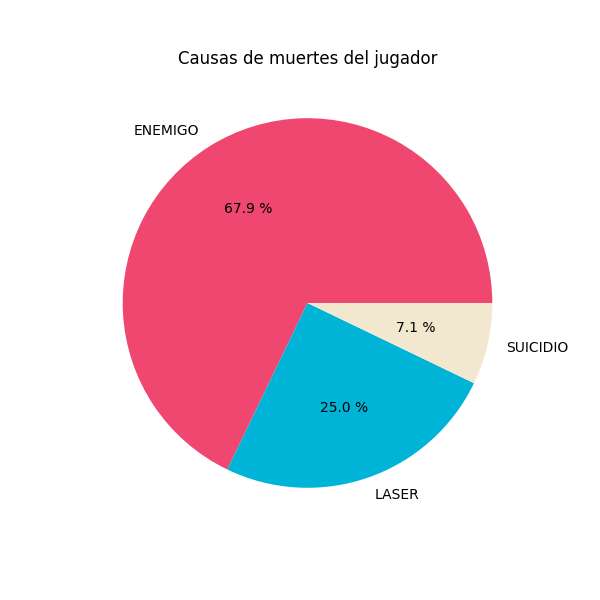 Causas de muertes del jugador
ENEMIGO
67.9 %
7.1 %
SUICIDIO
25.0 %
LASER